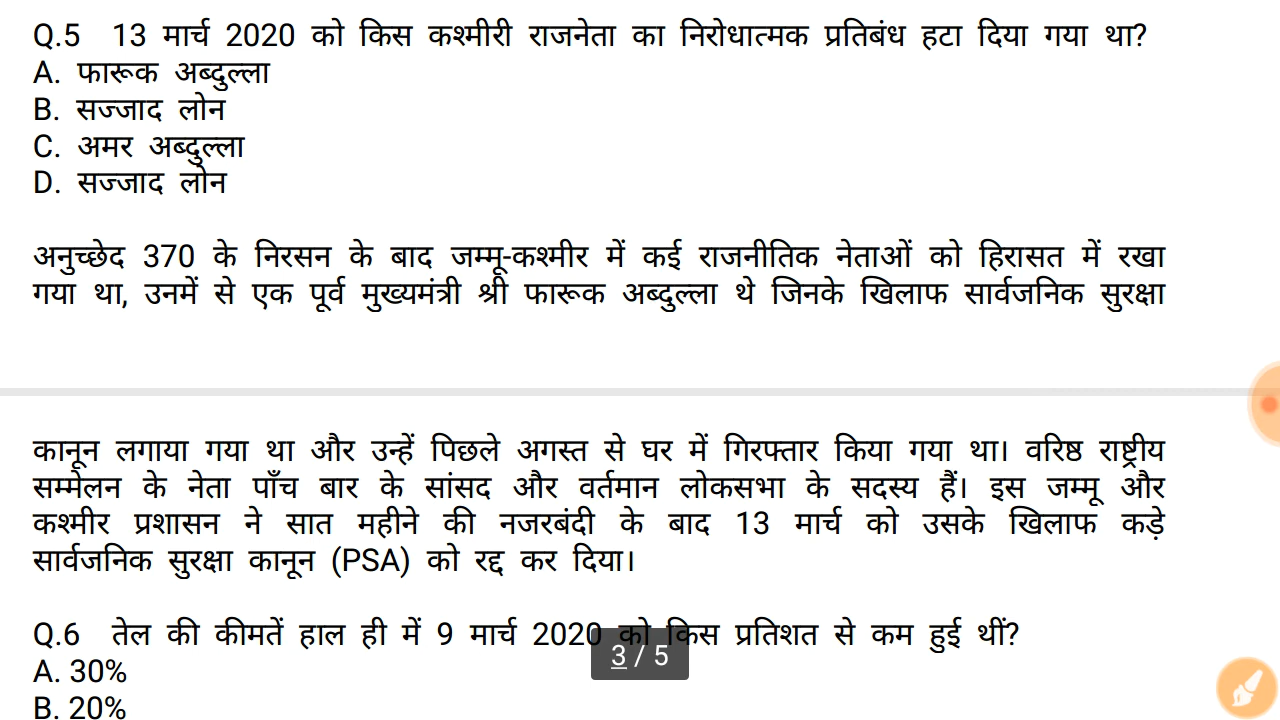 Q.5 13 मार्च 2020 को किस कश्मीरी राजनेता का निरोधात्मक प्रतिबंध हटा दिया गया था?
A. फारूक अब्दुल्ला
B. सज्जाद लोन
C. अमर अब्दुल्ला
D. सज्जाद लोन
अनुच्छेद 370 के निरसन के बाद जम्मू-कश्मीर में कई राजनीतिक नेताओं को हिरासत में रखा
गया था, उनमें से एक पूर्व मुख्यमंत्री श्री फारूक अब्दुल्ला थे जिनके खिलाफ सार्वजनिक सुरक्षा
कानून लगाया गया था और उन्हें पिछले अगस्त से घर में गिरफ्तार किया गया था। वरिष्ठ राष्ट्रीय
सम्मेलन के नेता पाँच बार के सांसद और वर्तमान लोकसभा के सदस्य हैं। इस जम्मू और
कश्मीर प्रशासन ने सात महीने की नजरबंदी के बाद 13 मार्च को उसके खिलाफ कड़े
सार्वजनिक सुरक्षा कानून (PSA) को रद्द कर दिया।
Q.6 तेल की कीमतें हाल ही में 9 मार्च 2020 को किस प्रतिशत से कम हुई थीं?
3 / 5
A. 30%
B. 20%